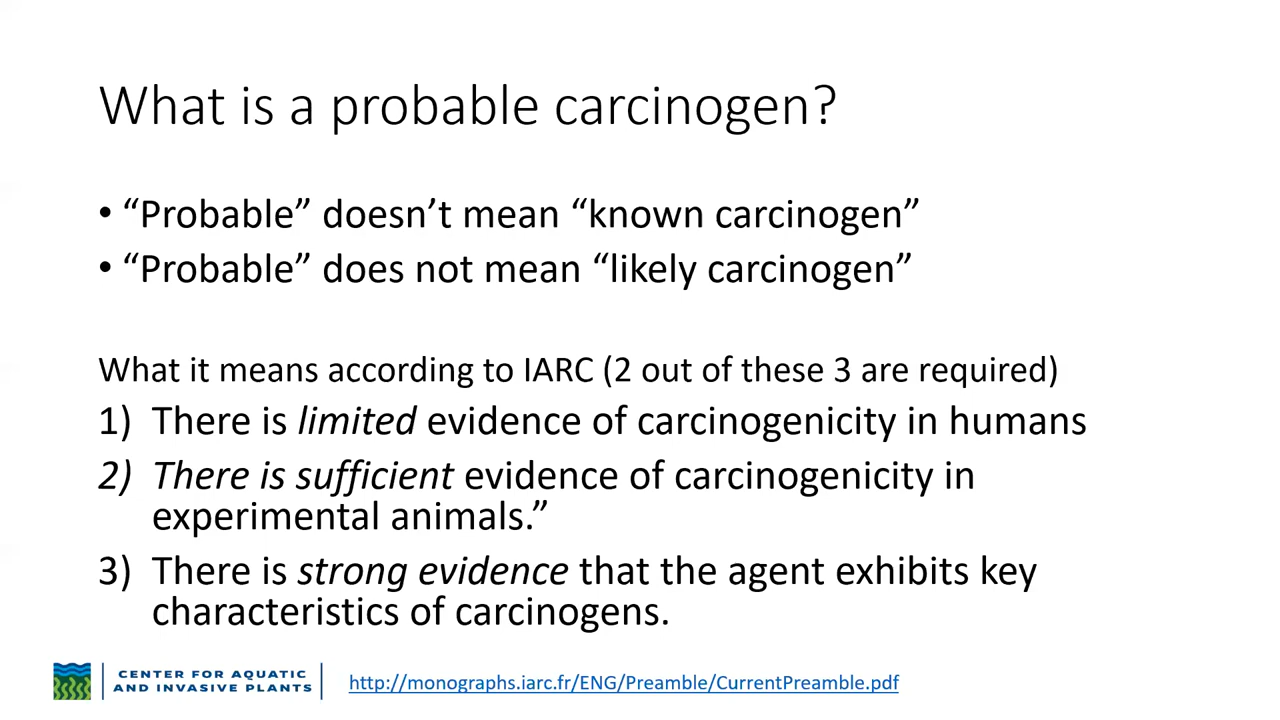 What is a probable carcinogen?
• “Probable” doesn’t mean “known carcinogen”
• “Probable” does not mean “likely carcinogen”
What it means according to IARC (2 out of these 3 are required)
1) There is limited evidence of carcinogenicity in humans
2) There is sufficient evidence of carcinogenicity in
experimental animals.”
3) There is strong evidence that the agent exhibits key
characteristics of carcinogens.
CENTER FOR AQUATIC
AND INVASIVE PLANTS
http://monographs.iarc.fr/ENG/Preamble/CurrentPreamble.pdf